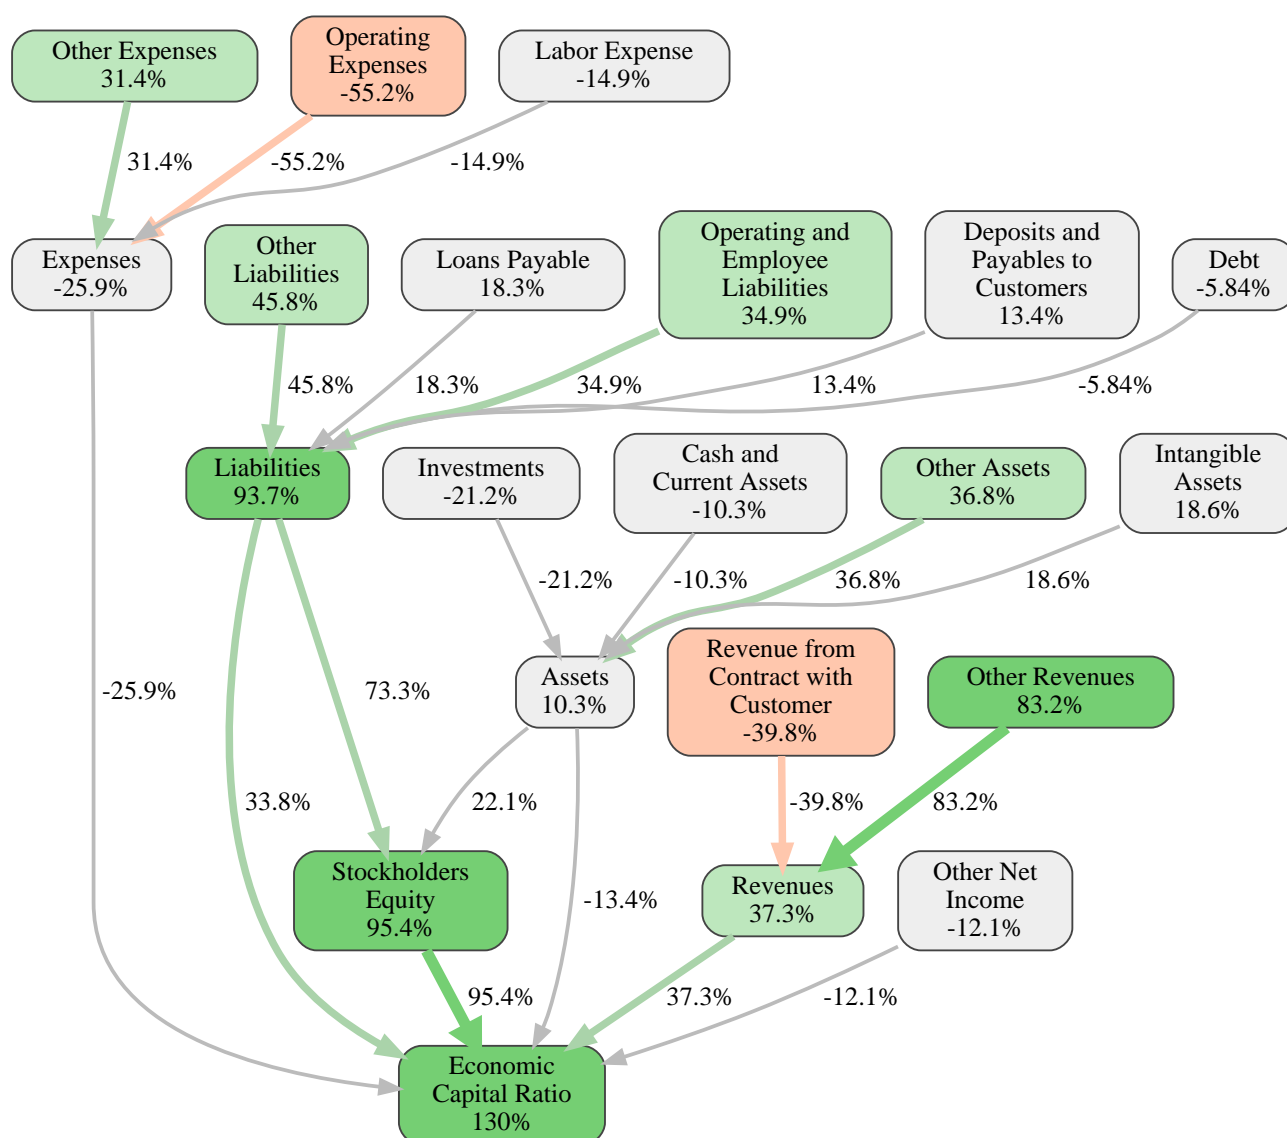 Other Expenses
31.4%
Operating
Expenses
-55.2%
Labor Expense
-14.9%
31.4%
-55.2%
-14.9%
Expenses
-25.9%
Other
Liabilities
45.8%
Loans Payable
18.3%
Operating and
Employee
Liabilities
34.9%
Deposits and
Payables to
Customers
13.4%
Debt
-5.84%
45.8%
18.3%
34.9%
13.4%
-5.84%
Liabilities
93.7%
Investments
-21.2%
Cash and
Current Assets
-10.3%
Other Assets
36.8%
Intangible
Assets
18.6%
-21.2%
-10.3%
36.8%
18.6%
-25.9%
73.3%
Assets
10.3%
Revenue from
Contract with
Customer
-39.8%
Other Revenues
83.2%
33.8%
22.1%
-39.8%
83.2%
Stockholders
Equity
95.4%
-13.4%
Revenues
37.3%
Other Net
Income
-12.1%
95.4%
37.3%
-12.1%
Economic
Capital Ratio
130%